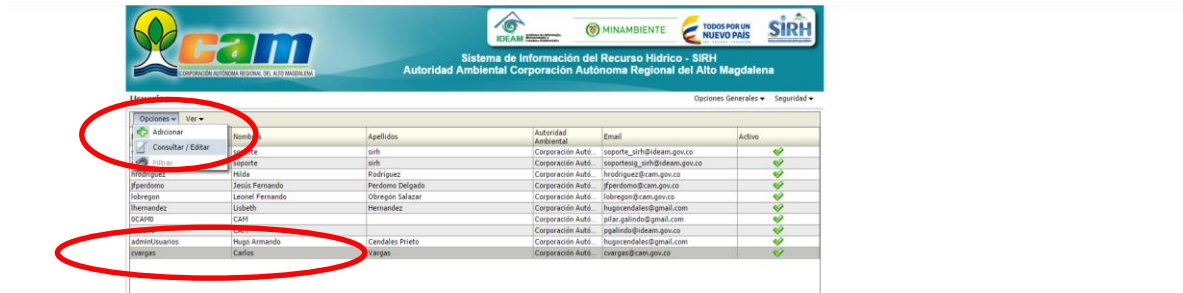 cam
CORPORACIÓN AUTÓNOMA REGIONAL DEL ALTO MAGDALENA
IDEAM
MINAMBIENTE
TODOS POR UN
NUEVO PAÍS
SIRH
Sistema de Información del Recurso Hídrico - SIRH
Autoridad Ambiental Corporación Autónoma Regional del Alto Magdalena
Opciones Generales Seguridad
Opciones Ver
Adicionar
Consultar / Editar
Filtrar
Apellidos Autoridad Ambiental Email Activo
soporte sirh Corporación Autó... soporte_sirh@ideam.gov.co
soporte sirh Corporación Autó... soportesig_sirh@ideam.gov.co
hrodriguez Hilda Rodríguez Corporación Autó... hrodriguez@cam.gov.co
jfperdomo Jesús Fernando Perdomo Delgado Corporación Autó... jfperdomo@cam.gov.co
lobregon Leonel Fernando Obregón Salazar Corporación Autó... lobregon@cam.gov.co
lhernandez Lisbeth Hernandez Corporación Autó... hugocendales@gmail.com
0CAM0 CAM Corporación Autó... pilar.galindo@gmail.com
CAM Corporación Autó... pgalindo@ideam.gov.co
adminUsuarios Hugo Armando Cendales Prieto Corporación Autó... hugocendales@gmail.com
cvargas Carlos Vargas Corporación Autó... cvargas@cam.gov.co